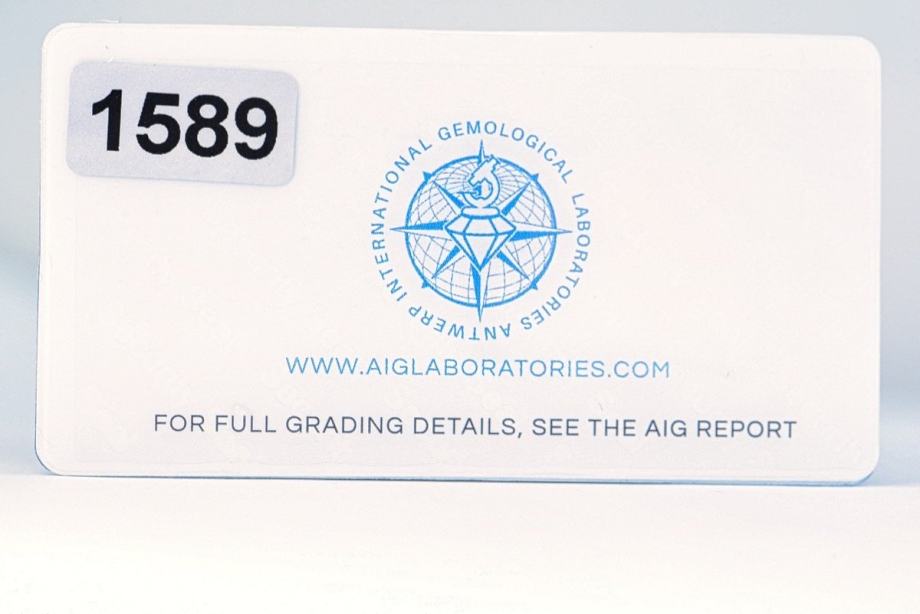 1589
ANTWERP INTERNATIONAL GEMOLOGICAL LABORATORIES
WWW.AIGLABORATORIES.COM
FOR FULL GRADING DETAILS, SEE THE AIG REPORT